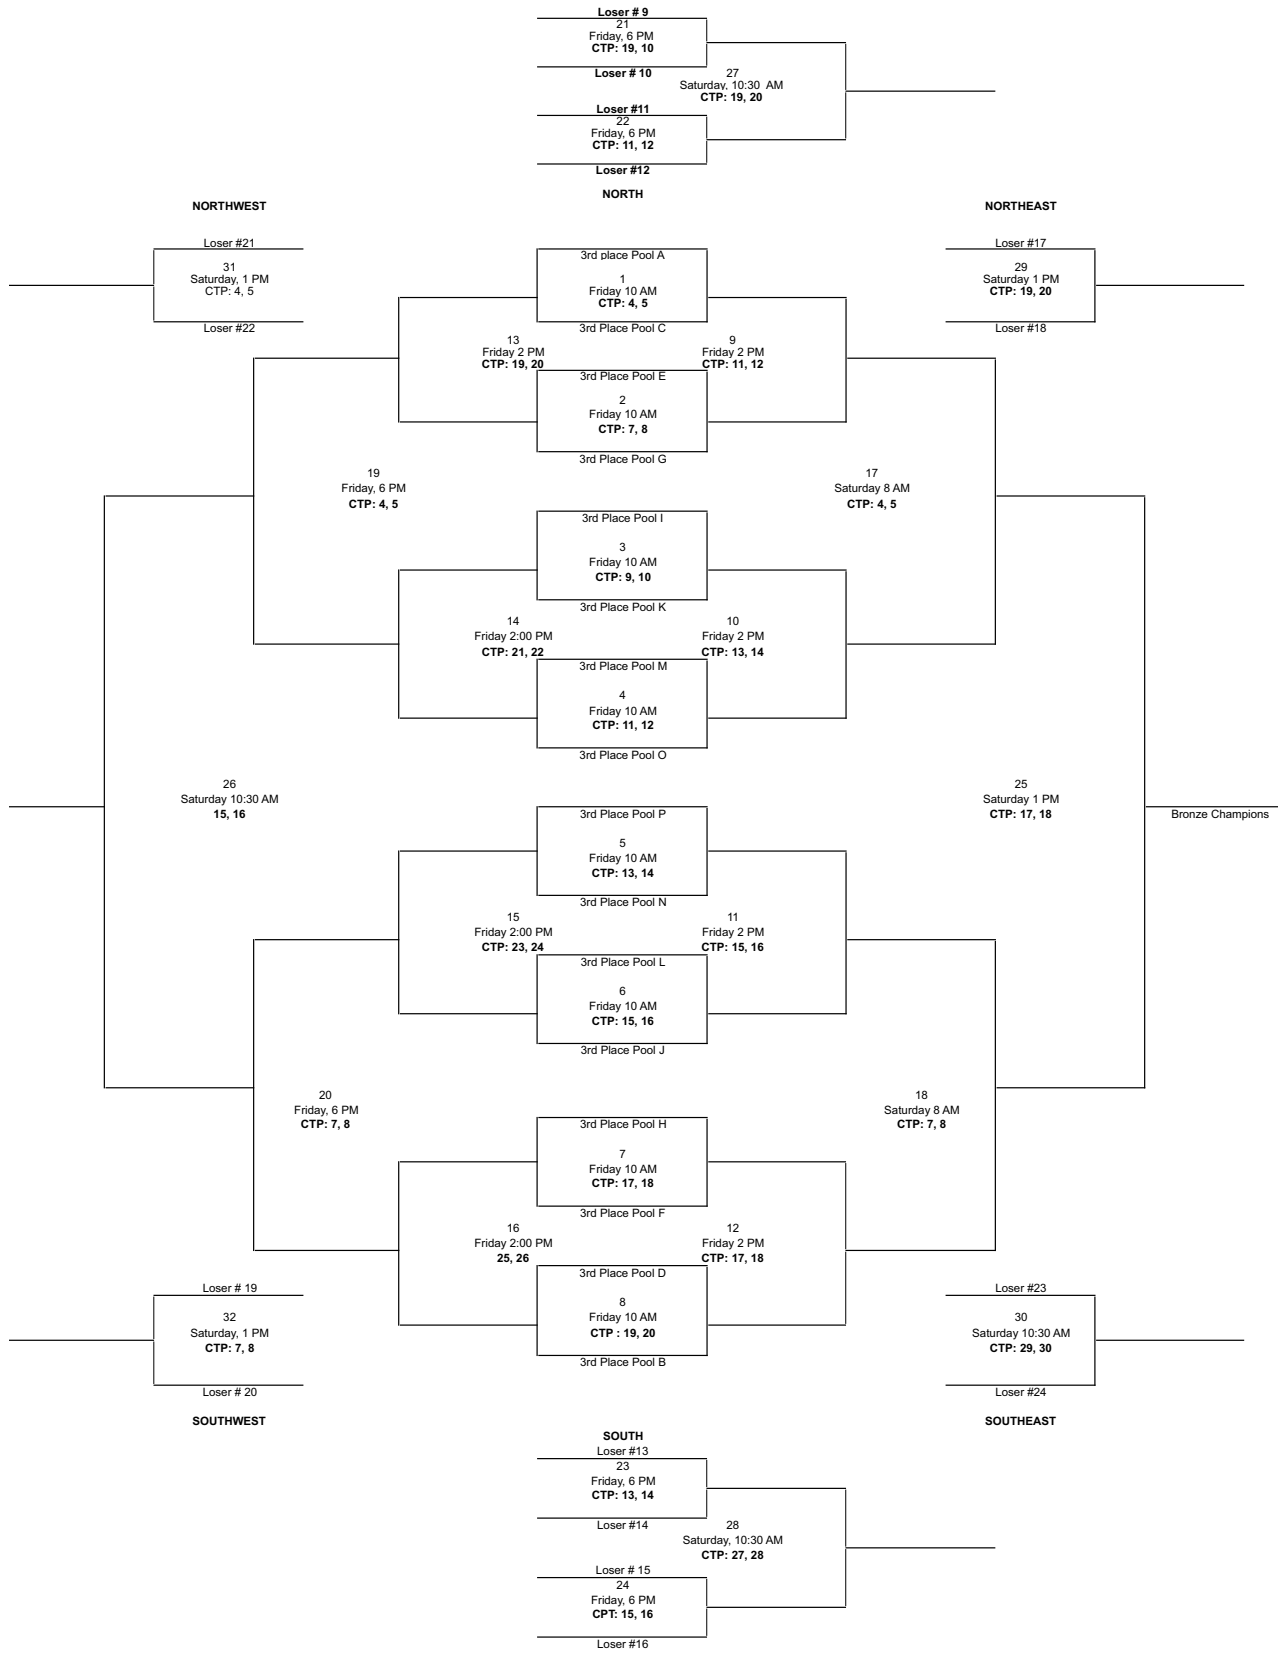 Loser # 9
21
Friday, 6 PM
CTP: 19, 10
Loser # 10
27
Saturday, 10:30  AM
CTP: 19, 20
Loser #11
22
Friday, 6 PM
CTP: 11, 12
Loser #12
NORTH
NORTHWEST
NORTHEAST
Loser #21
31
Saturday, 1 PM
CTP: 4, 5
Loser #22
3rd place Pool A
1
Friday 10 AM
CTP: 4, 5
3rd Place Pool C
Loser #17
29
Saturday 1 PM
CTP: 19, 20
Loser #18
13
Friday 2 PM
CTP: 19, 20
9
Friday 2 PM
CTP: 11, 12
3rd Place Pool E
2
Friday 10 AM
CTP: 7, 8
3rd Place Pool G
19
Friday, 6 PM
CTP: 4, 5
17
Saturday 8 AM
CTP: 4, 5
3rd Place Pool I
3
Friday 10 AM
CTP: 9, 10
3rd Place Pool K
14
Friday 2:00 PM
CTP: 21, 22
10
Friday 2 PM
CTP: 13, 14
3rd Place Pool M
4
Friday 10 AM
CTP: 11, 12
3rd Place Pool O
26
Saturday 10:30 AM
15, 16
25
Saturday 1 PM
CTP: 17, 18
Bronze Champions
3rd Place Pool P
5
Friday 10 AM
CTP: 13, 14
3rd Place Pool N
15
Friday 2:00 PM
CTP: 23, 24
11
Friday 2 PM
CTP: 15, 16
3rd Place Pool L
6
Friday 10 AM
CTP: 15, 16
3rd Place Pool J
20
Friday, 6 PM
CTP: 7, 8
18
Saturday 8 AM
CTP: 7, 8
3rd Place Pool H
7
Friday 10 AM
CTP: 17, 18
3rd Place Pool F
16
Friday 2:00 PM
25, 26
12
Friday 2 PM
CTP: 17, 18
3rd Place Pool D
8
Friday 10 AM
CTP : 19, 20
3rd Place Pool B
Loser # 19
32
Saturday, 1 PM
CTP: 7, 8
Loser # 20
Loser #23
30
Saturday 10:30 AM
CTP: 29, 30
Loser #24
SOUTHWEST
SOUTHEAST
SOUTH
Loser #13
23
Friday, 6 PM
CTP: 13, 14
Loser #14
28
Saturday, 10:30 AM
CTP: 27, 28
Loser # 15
24
Friday, 6 PM
CPT: 15, 16
Loser #16